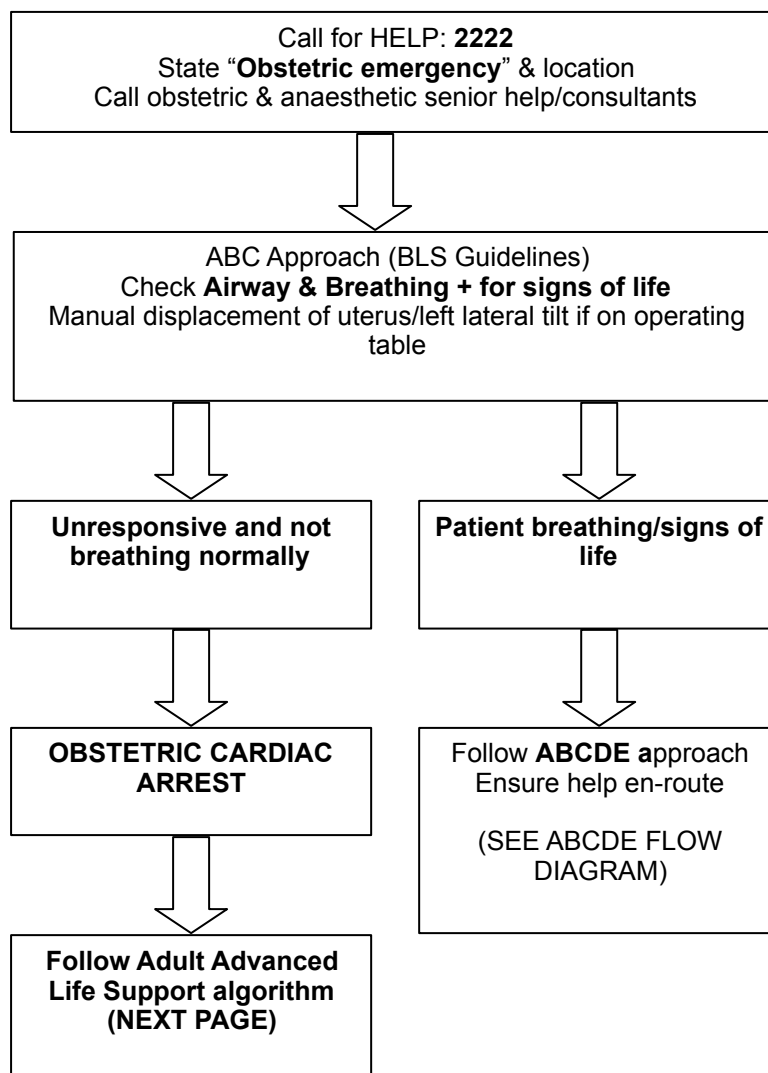 Call for HELP: 2222
State “Obstetric emergency” & location
Call obstetric & anaesthetic senior help/consultants
ABC Approach (BLS Guidelines)
Check Airway & Breathing + for signs of life
Manual displacement of uterus/left lateral tilt if on operating
table
Unresponsive and not
breathing normally
Patient breathing/signs of
life
OBSTETRIC CARDIAC
ARREST
Follow ABCDE approach
Ensure help en-route
(SEE ABCDE FLOW
DIAGRAM)
Follow Adult Advanced
Life Support algorithm
(NEXT PAGE)